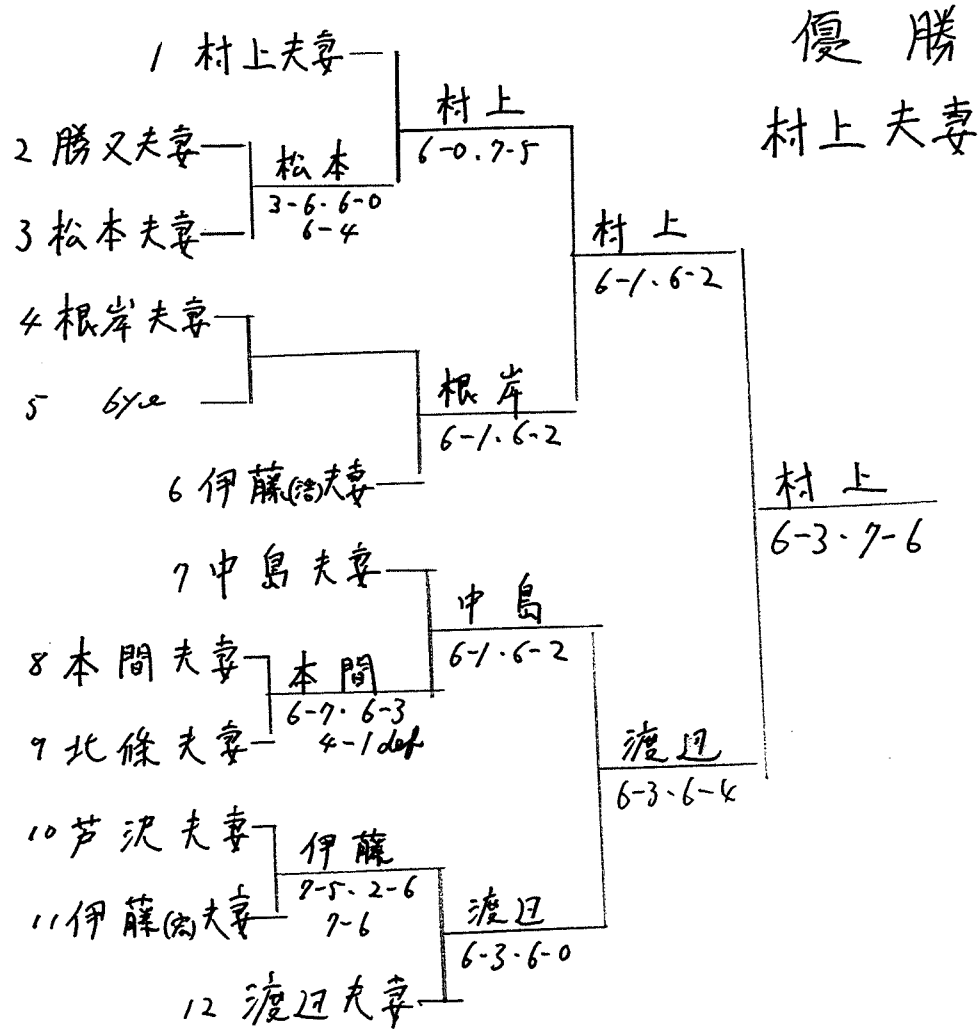 優勝
村上夫妻
1 村上夫妻
村上
6-0.7-5
2 勝又夫妻
松本
3-6.6-0
6-4
3 松本夫妻
村上
6-1.6-2
4 根岸夫妻
5 bye
根岸
6-1.6-2
6 伊藤(浩)夫妻
村上
6-3.7-6
7 中島夫妻
中島
6-1.6-2
8 本間夫妻
本間
6-7.6-3
4-1 def
9 北條夫妻
渡辺
6-3.6-4
10 芦沢夫妻
伊藤
7-5.2-6
7-6
11 伊藤(宏)夫妻
渡辺
6-3.6-0
12 渡辺夫妻